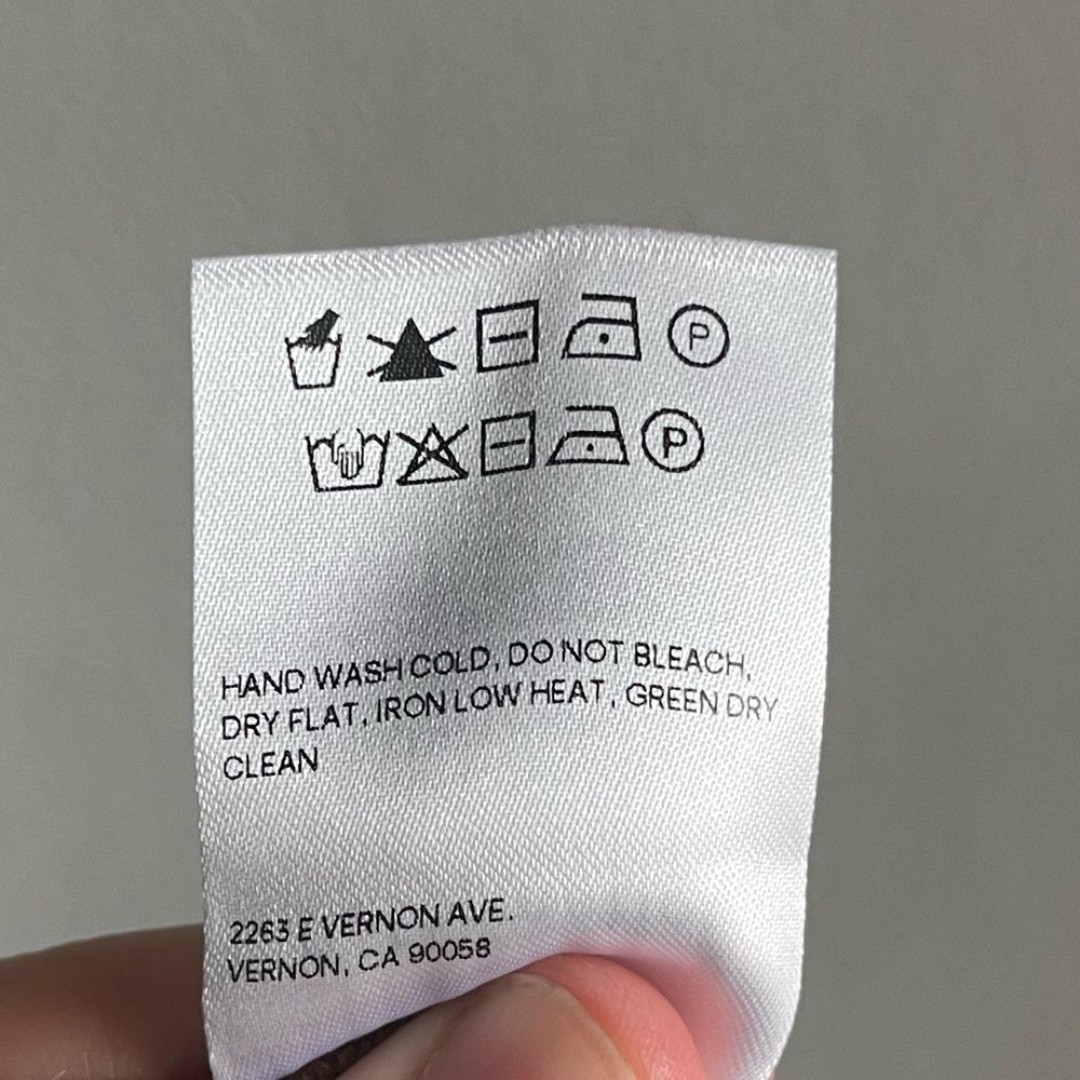 P
P
HAND WASH COLD, DO NOT BLEACH,
DRY FLAT, IRON LOW HEAT, GREEN DRY
CLEAN
2263 E VERNON AVE.
VERNON, CA 90058